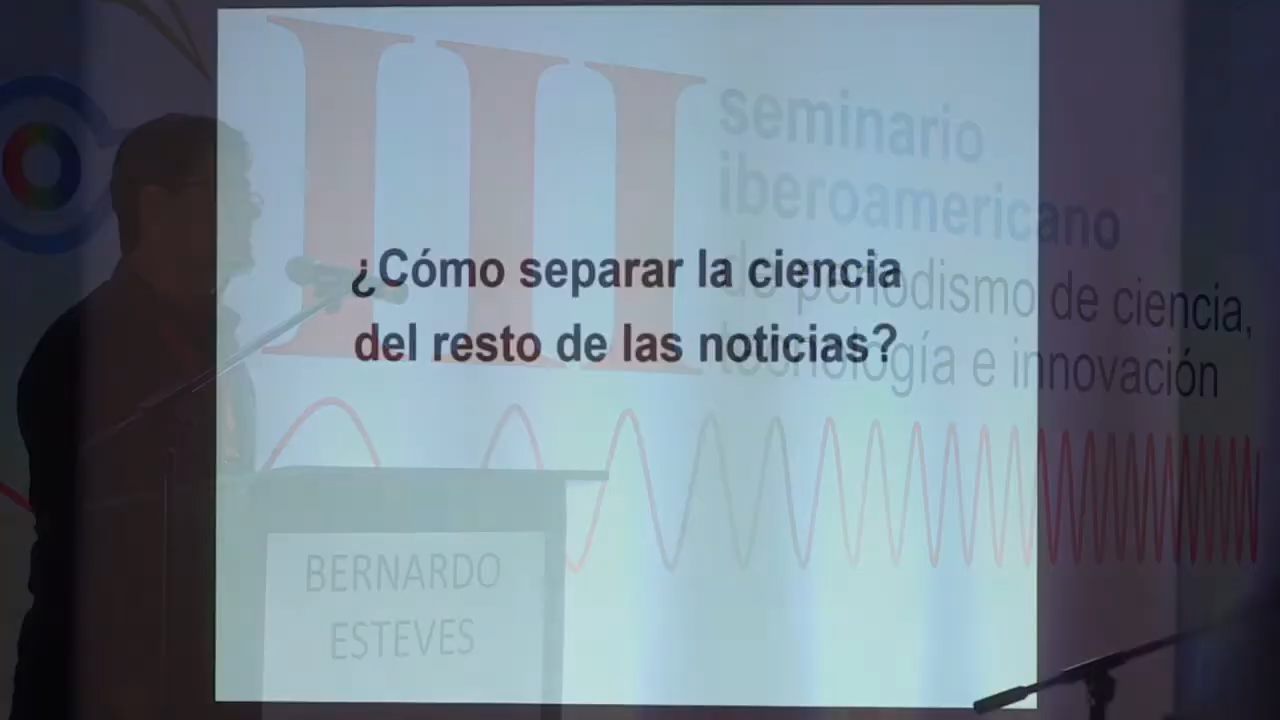 III
seminario
iberoamericano
de periodismo de ciencia,
tecnología e innovación
¿Cómo separar la ciencia
del resto de las noticias?
BERNARDO
ESTEVES